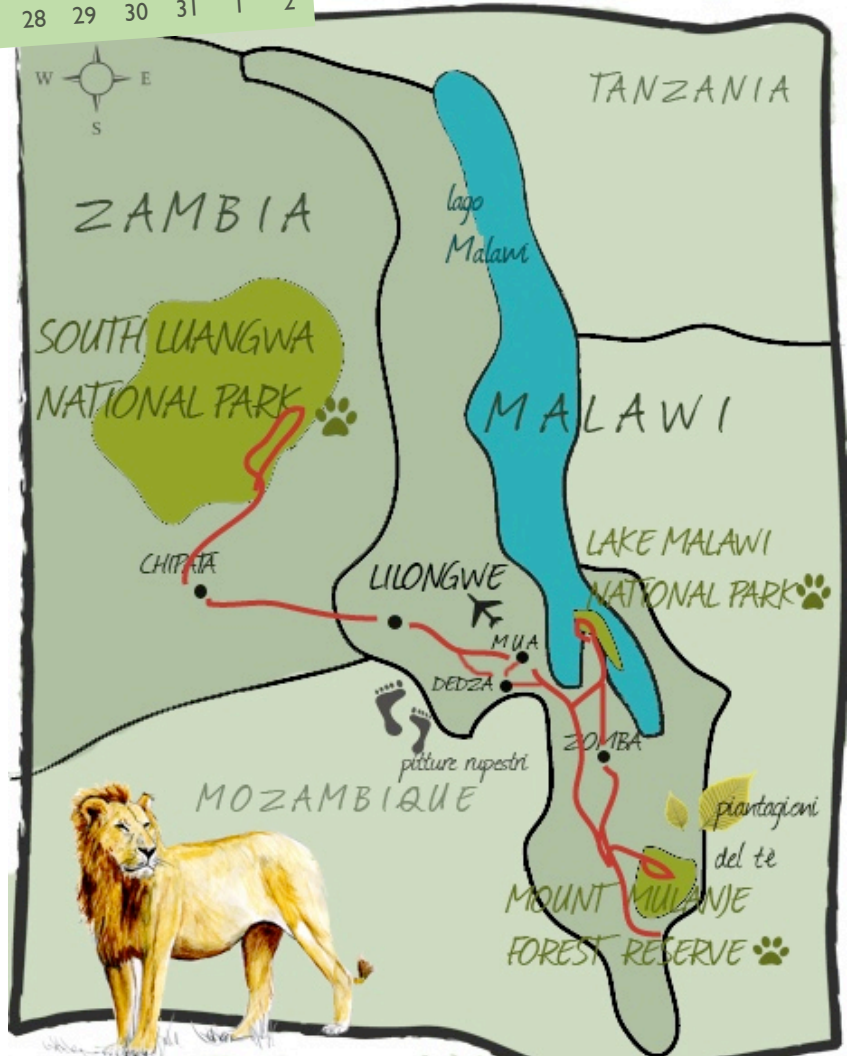 28 29 30 31 1 2
W E
S
TANZANIA
ZAMBIA
lago
Malawi
SOUTH LUANGWA
NATIONAL PARK
MALAWI
LAKE MALAWI
NATIONAL PARK
CHIPATA
LILONGWE
MUA
DEDZA
ZOMBA
pitture rupestri
MOZAMBIQUE
piantagioni
del tè
MOUNT MULANJE
FOREST RESERVE